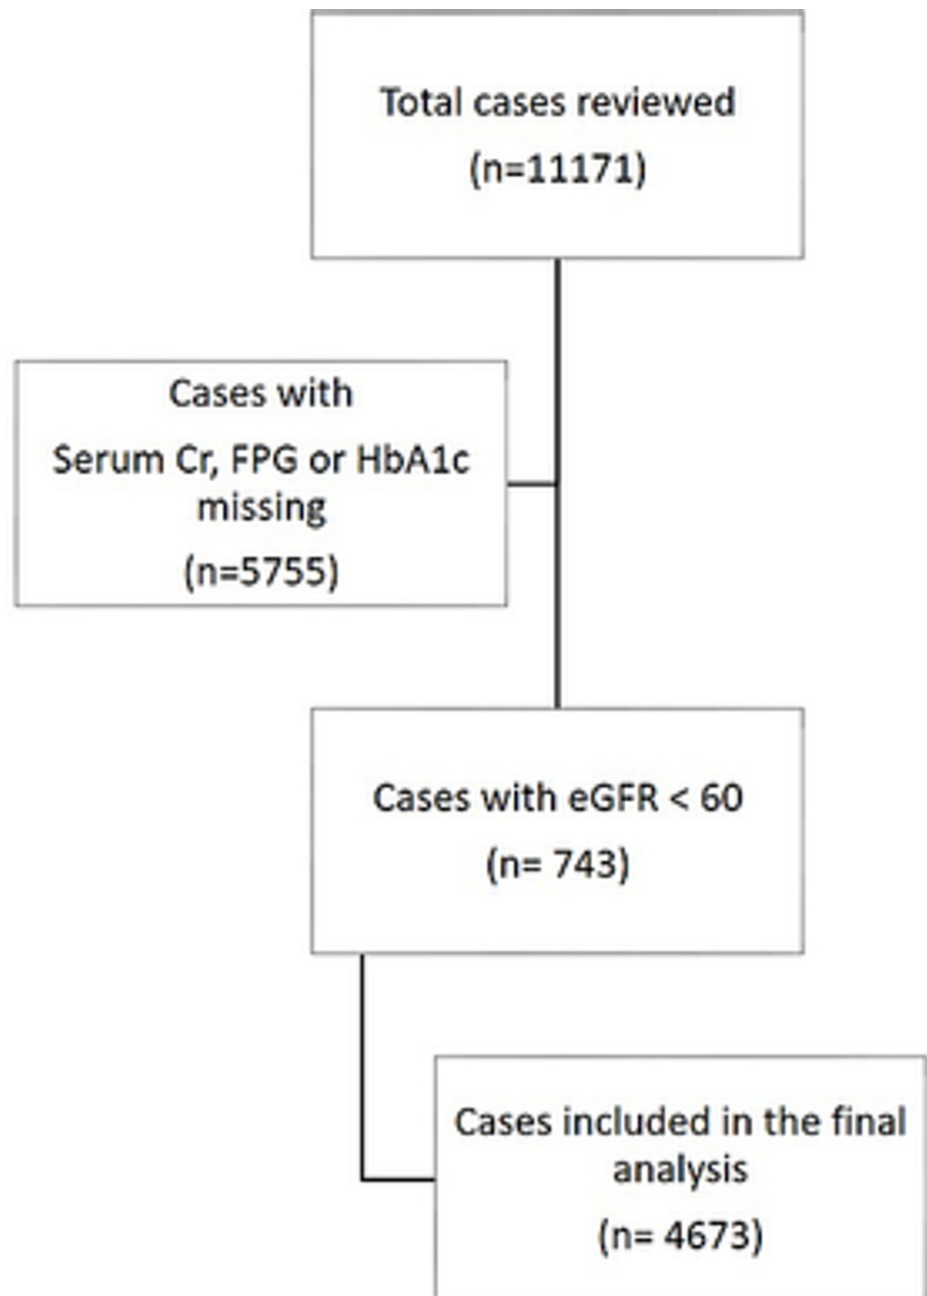 Total cases reviewed
(n=11171)
Cases with
Serum Cr, FPG or HbA1c
missing
(n=5755)
Cases with eGFR < 60
(n= 743)
Cases included in the final
analysis
(n= 4673)